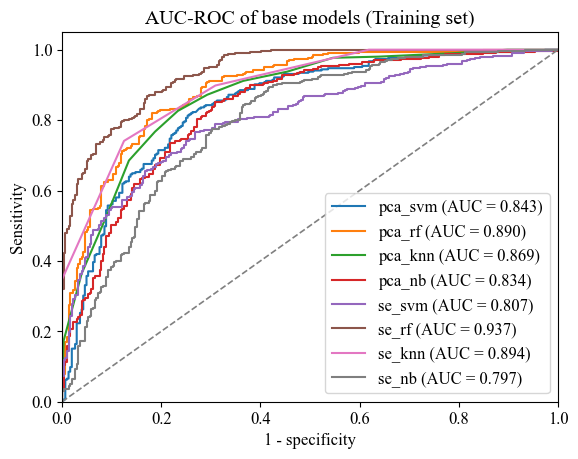 AUC-ROC of base models (Training set)
1.0
0.8
0.6
0.4
0.2
0.0
Sensitivity
pca_svm (AUC = 0.843)
pca_rf (AUC = 0.890)
pca_knn (AUC = 0.869)
pca_nb (AUC = 0.834)
se_svm (AUC = 0.807)
se_rf (AUC = 0.937)
se_knn (AUC = 0.894)
se_nb (AUC = 0.797)
0.0 0.2 0.4 0.6 0.8 1.0
1 - specificity